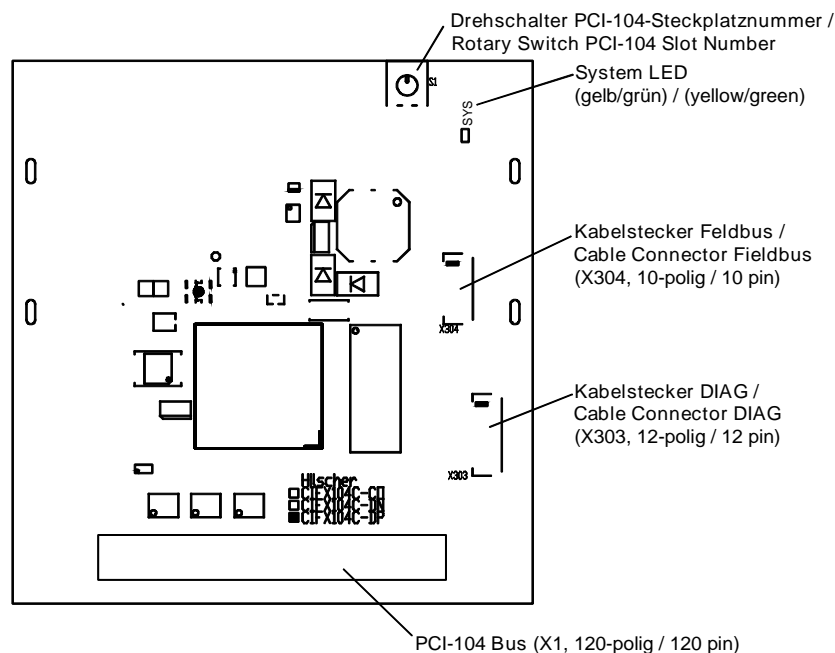 Drehschalter PCI-104-Steckplatznummer /
Rotary Switch PCI-104 Slot Number
S1
System LED
(gelb/grün) / (yellow/green)
SYS
Kabelstecker Feldbus /
Cable Connector Fieldbus
(X304, 10-polig / 10 pin)
X304
Kabelstecker DIAG /
Cable Connector DIAG
(X303, 12-polig / 12 pin)
X303
Hilscher
CIFX104C-CO
CIFX104C-DN
CIFX104C-DP
PCI-104 Bus (X1, 120-polig / 120 pin)